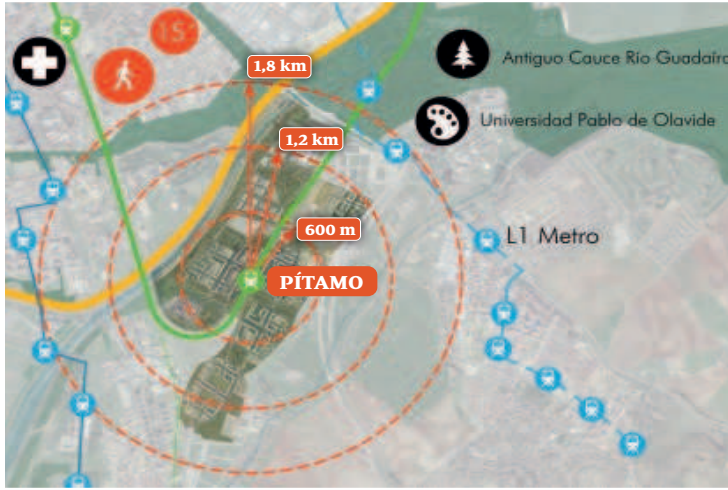 15
1,8 km
Antiguo Cauce Río Guadaíra
1,2 km
Universidad Pablo de Olavide
600 m
L1 Metro
PÍTAMO